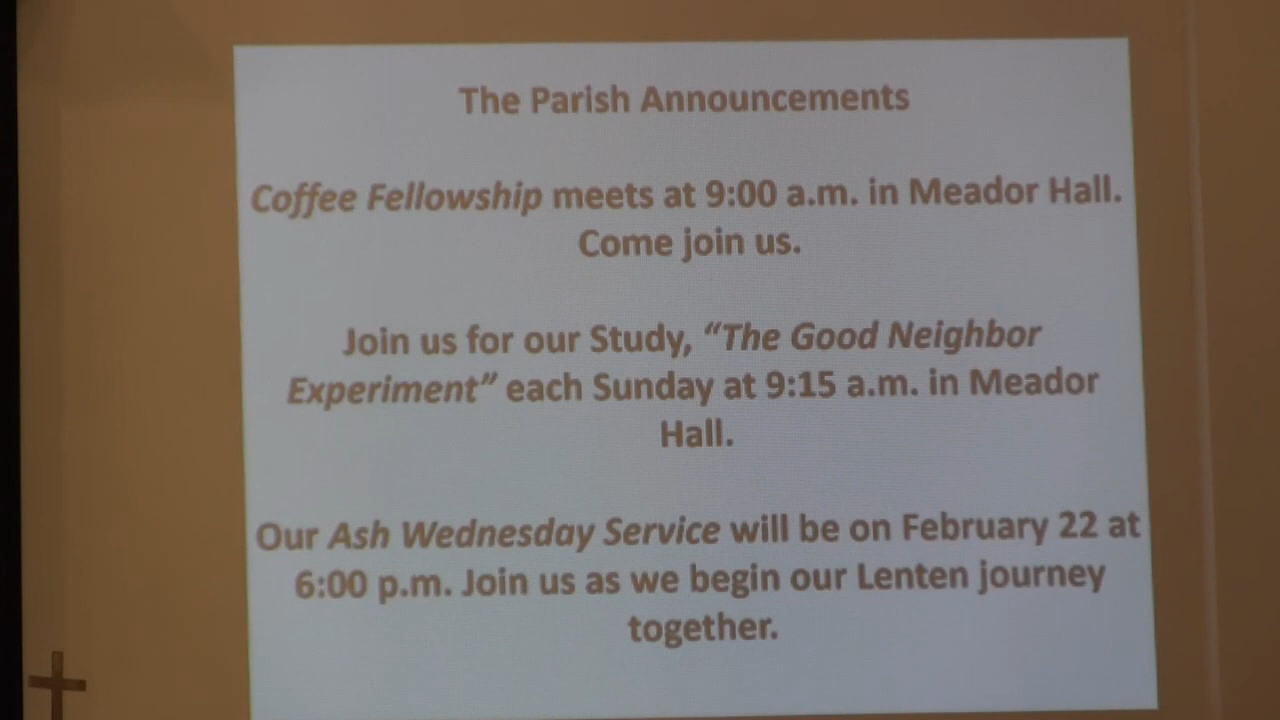 The Parish Announcements
Coffee Fellowship meets at 9:00 a.m. in Meador Hall.
Come join us.
Join us for our Study, “The Good Neighbor
Experiment” each Sunday at 9:15 a.m. in Meador
Hall.
Our Ash Wednesday Service will be on February 22 at
6:00 p.m. Join us as we begin our Lenten journey
together.